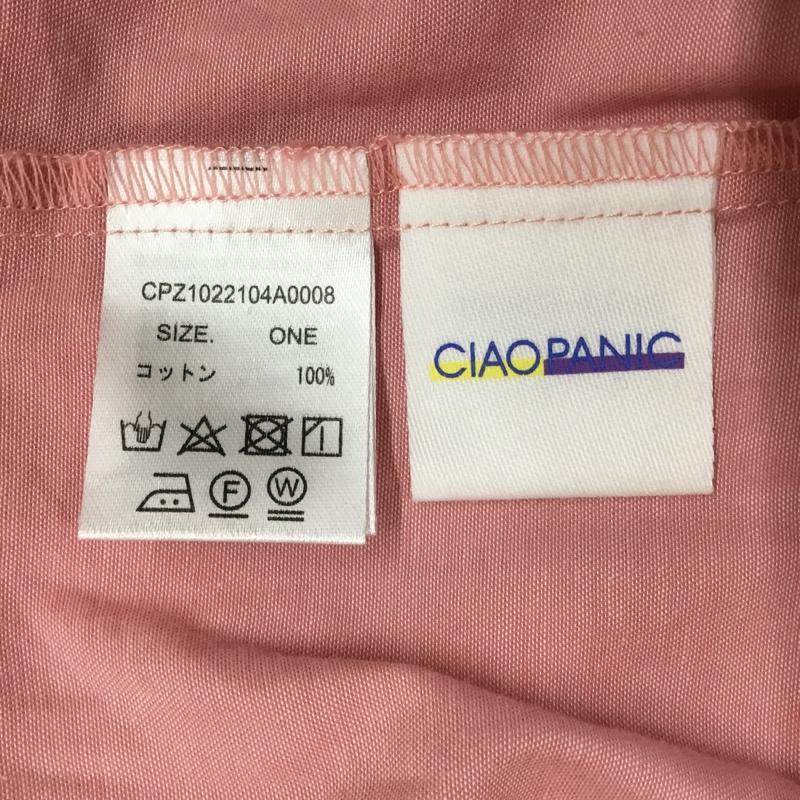 CPZ1022104A0008
SIZE. ONE
コットン 100%
F W
CIAOPANIC